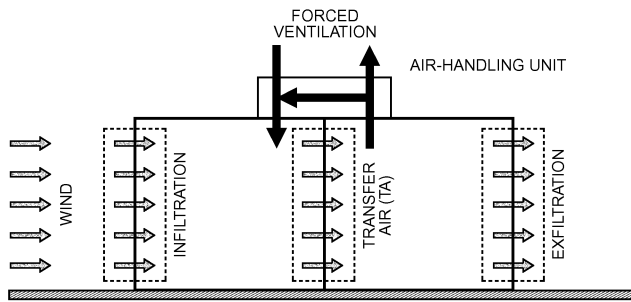 FORCED
VENTILATION
AIR-HANDLING UNIT
WIND
INFILTRATION
TRANSFER
AIR (TA)
EXFILTRATION